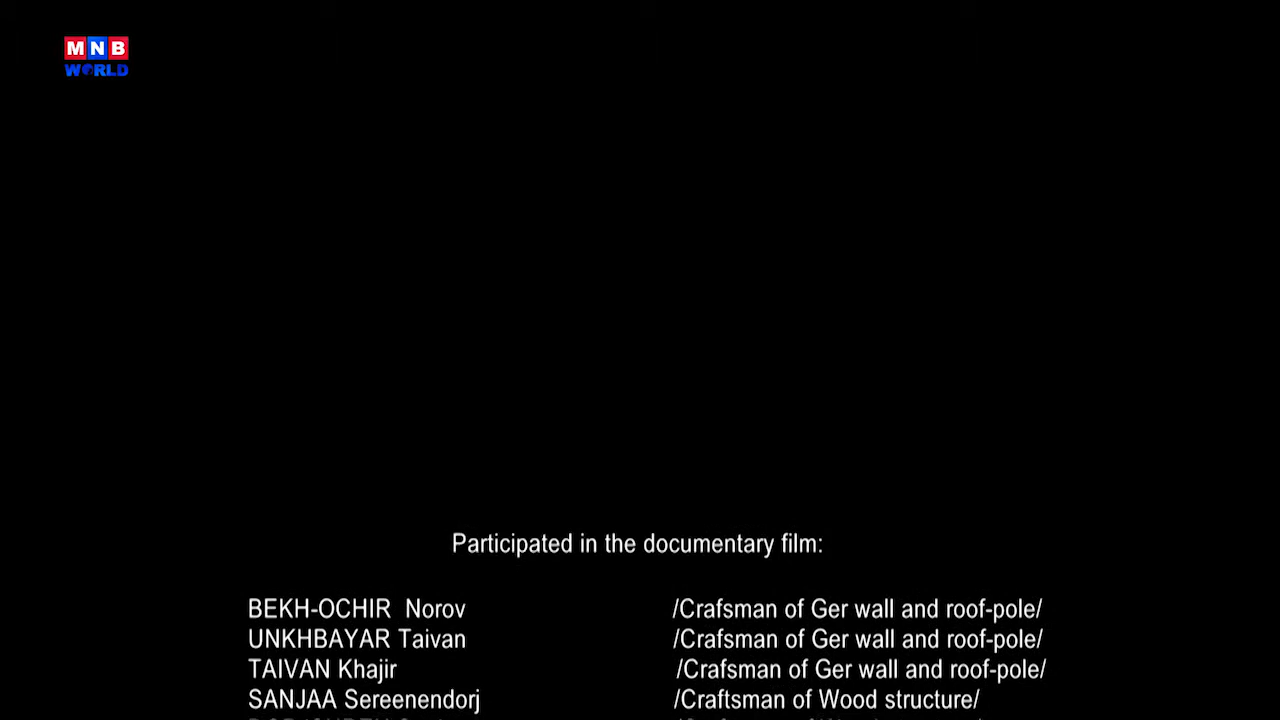 MNB
WORLD
Participated in the documentary film:
BEKH-OCHIR Norov /Crafsman of Ger wall and roof-pole/
UNKHBAYAR Taivan /Crafsman of Ger wall and roof-pole/
TAIVAN Khajir /Crafsman of Ger wall and roof-pole/
SANJAA Sereenendorj /Craftsman of Wood structure/